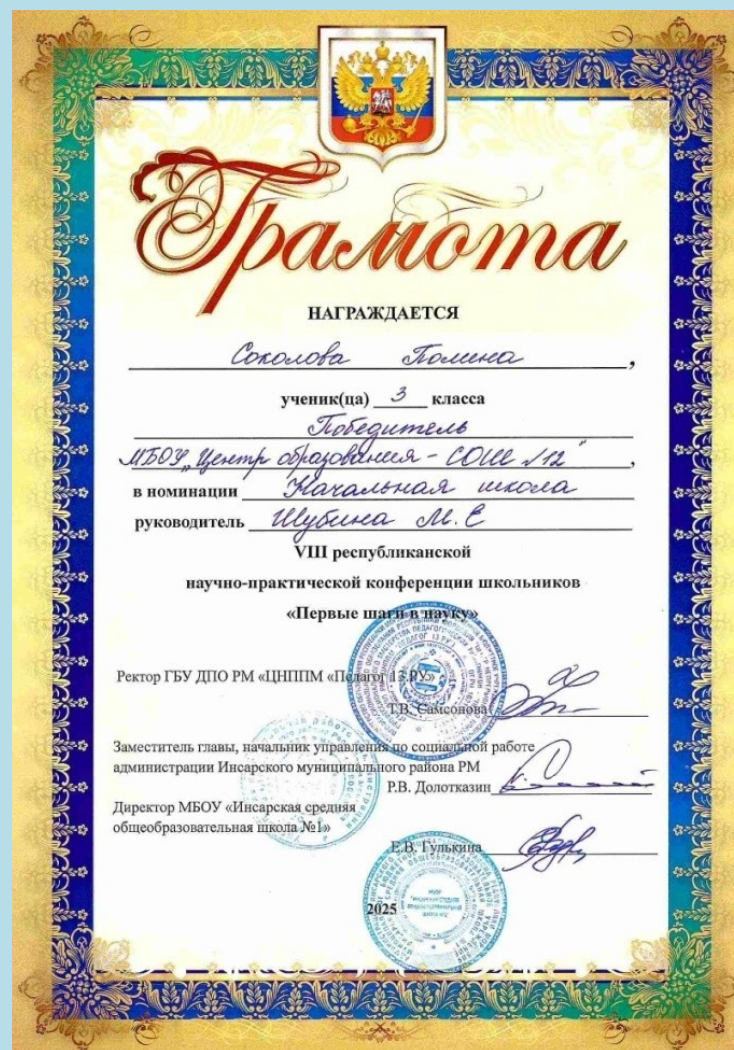 Грамота
НАГРАЖДАЕТСЯ
Соколова Полина,
ученик(ца) 3 класса
Победитель
МБОУ "Центр образования - СОШ №12",
в номинации Начальная школа
руководитель Шубина М.Е
VIII республиканской
научно-практической конференции школьников
«Первые шаги в науку»
Ректор ГБУ ДПО РМ «ЦНППМ «Педагог 13.РУ»
Т.В. Самсонова
Заместитель главы, начальник управления по социальной работе
администрации Инсарского муниципального района РМ
Р.В. Долотказин
Директор МБОУ «Инсарская средняя
общеобразовательная школа №1»
Е.В. Гулькина
2025